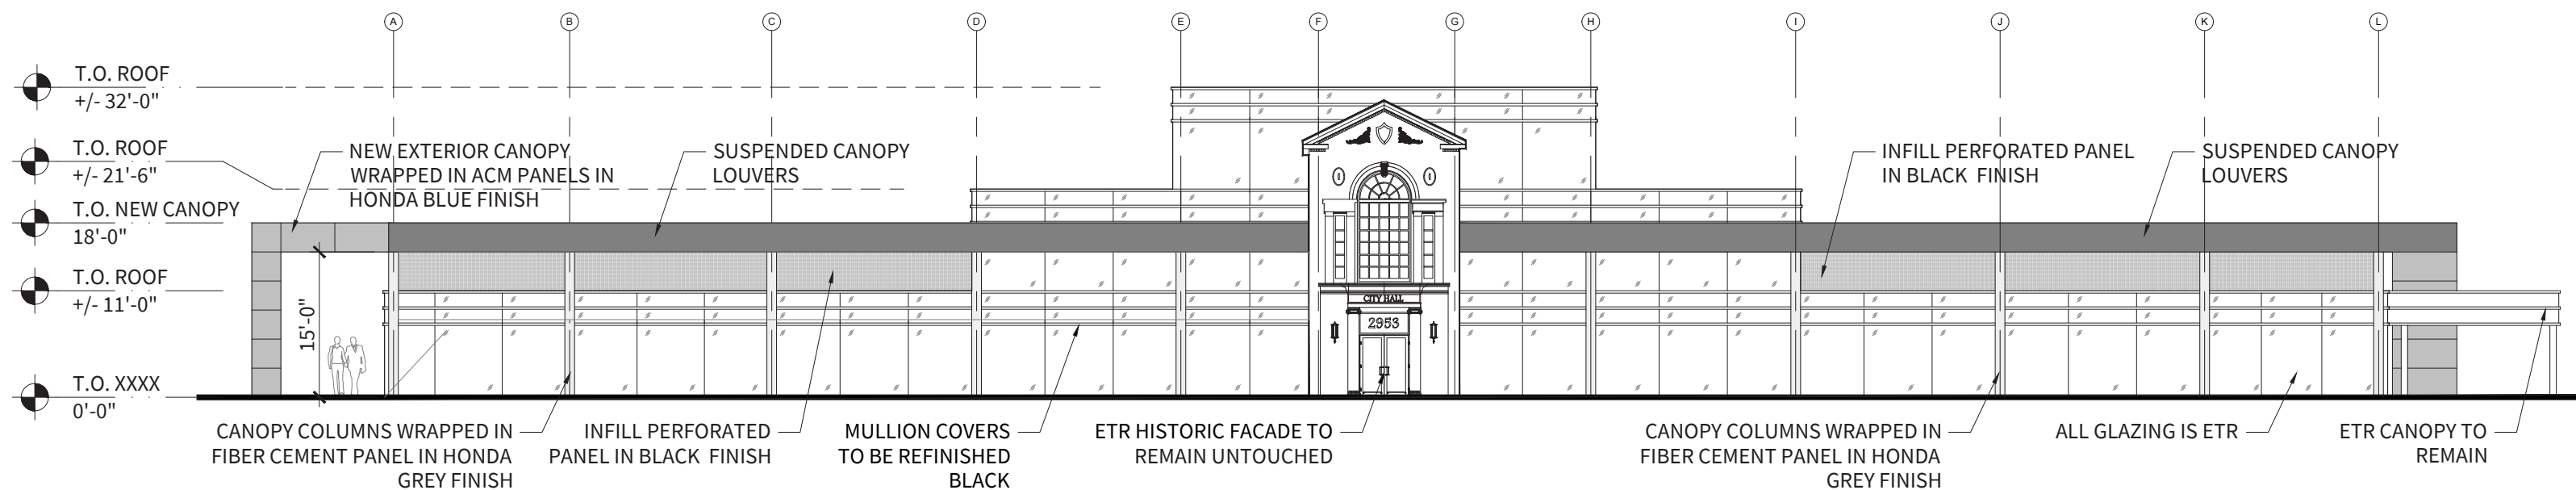 A B C D E F G H I J K L
T.O. ROOF
+/- 32'-0"
T.O. ROOF
+/- 21'-6"
T.O. NEW CANOPY
18'-0"
T.O. ROOF
+/- 11'-0"
T.O. XXXX
0'-0"
NEW EXTERIOR CANOPY
WRAPPED IN ACM PANELS IN
HONDA BLUE FINISH
SUSPENDED CANOPY
LOUVERS
INFILL PERFORATED PANEL
IN BLACK FINISH
SUSPENDED CANOPY
LOUVERS
15'-0"
CITY HALL
2953
CANOPY COLUMNS WRAPPED IN
FIBER CEMENT PANEL IN HONDA
GREY FINISH
INFILL PERFORATED
PANEL IN BLACK FINISH
MULLION COVERS
TO BE REFINISHED
BLACK
ETR HISTORIC FACADE TO
REMAIN UNTOUCHED
CANOPY COLUMNS WRAPPED IN
FIBER CEMENT PANEL IN HONDA
GREY FINISH
ALL GLAZING IS ETR
ETR CANOPY TO
REMAIN